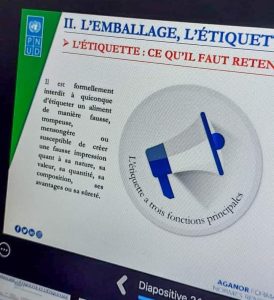 PNUD
II. L'EMBALLAGE, L'ÉTIQUET
➢ L'ÉTIQUETTE : CE QU'IL FAUT RETEN
Il est formellement
interdit à quiconque
d'étiqueter un aliment
de manière fausse,
trompeuse,
mensongère ou
susceptible de créer
une fausse impression
quant à sa nature, sa
valeur, sa quantité, sa
composition, ses
avantages ou sa sûreté.
L'étiquette a trois fonctions principales
AGANOR
Diapositive